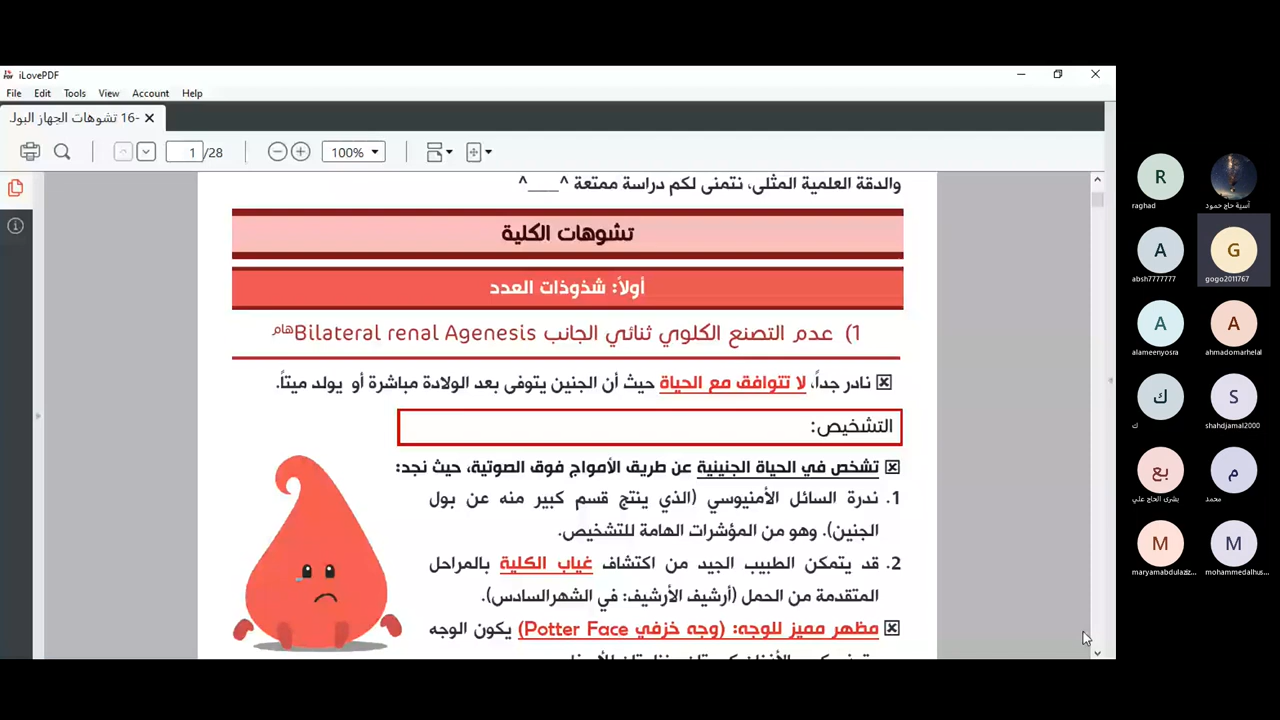 iLovePDF
File Edit Tools View Account Help
16- تشوهات الجهاز البول
1 /28
100%
والدقة العلمية المثلى، نتمنى لكم دراسة ممتعة ^___^
تشوهات الكلية
أولاً: شذوذات العدد
1) عدم التصنع الكلوي ثنائي الجانب Bilateral renal Agenesis هام
نادر جداً، لا تتوافق مع الحياة حيث أن الجنين يتوفى بعد الولادة مباشرة أو يولد ميتاً.
التشخيص:
تشخص في الحياة الجنينية عن طريق الأمواج فوق الصوتية، حيث نجد:
1. ندرة السائل الأمنيوسي (الذي ينتج قسم كبير منه عن بول
الجنين). وهو من المؤشرات الهامة للتشخيص.
2. قد يتمكن الطبيب الجيد من اكتشاف غياب الكلية بالمراحل
المتقدمة من الحمل (أرشيف الأرشيف: في الشهرالسادس).
مظهر مميز للوجه: (وجه خزفي Potter Face) يكون الوجه
R
raghad
آسية حاج حمود
A
absh7777777
G
gogo2011767
A
alameenyosra
A
ahmadomarhelal
ك
ك
S
shahdjamal2000
بع
بشرى الحاج علي
م
محمد
M
maryamabdulaziz...
M
mohammedalhus...